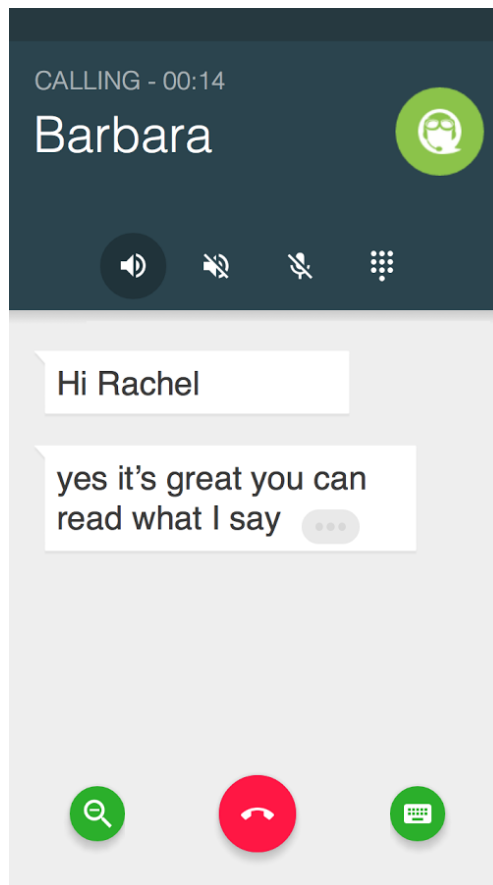 CALLING - 00:14
Barbara
Hi Rachel
yes it’s great you can
read what I say